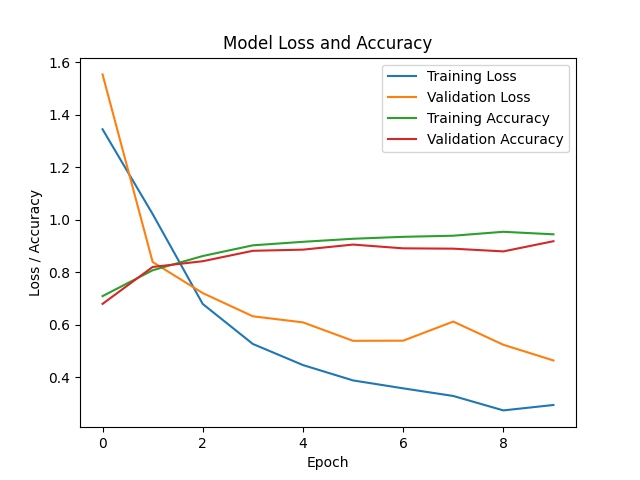 Model Loss and Accuracy
1.6
1.4
1.2
1.0
0.8
0.6
0.4
Loss / Accuracy
Training Loss
Validation Loss
Training Accuracy
Validation Accuracy
0 2 4 6 8
Epoch